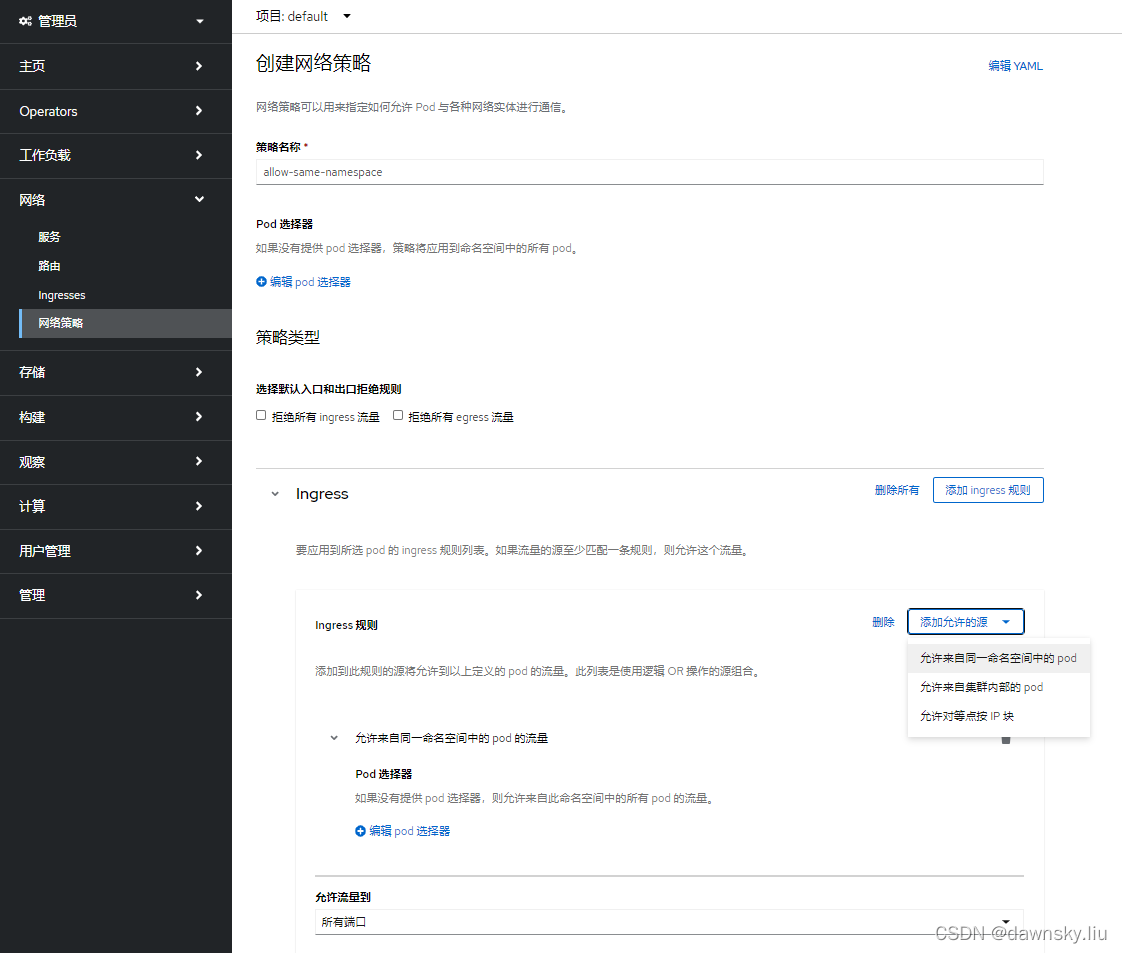 管理员
主页
Operators
工作负载
网络
服务
路由
Ingresses
网络策略
存储
构建
观察
计算
用户管理
管理
项目: default
创建网络策略
编辑 YAML
网络策略可以用来指定如何允许 Pod 与各种网络实体进行通信。
策略名称 *
allow-same-namespace
Pod 选择器
如果没有提供 pod 选择器，策略将应用到命名空间中的所有 pod。
编辑 pod 选择器
策略类型
选择默认入口和出口拒绝规则
拒绝所有 ingress 流量 拒绝所有 egress 流量
Ingress 删除所有 添加 ingress 规则
要应用到所选 pod 的 ingress 规则列表。如果流量的源至少匹配一条规则，则允许这个流量。
Ingress 规则 删除 添加允许的源
允许来自同一命名空间中的 pod
允许来自集群内部的 pod
允许对等点按 IP 块
添加到此规则的源将允许到以上定义的 pod 的流量。此列表是使用逻辑 OR 操作的源组合。
允许来自同一命名空间中的 pod 的流量
Pod 选择器
如果没有提供 pod 选择器，则允许来自此命名空间中的所有 pod 的流量。
编辑 pod 选择器
允许流量到
所有端口
CSDN @dawnsky.liu